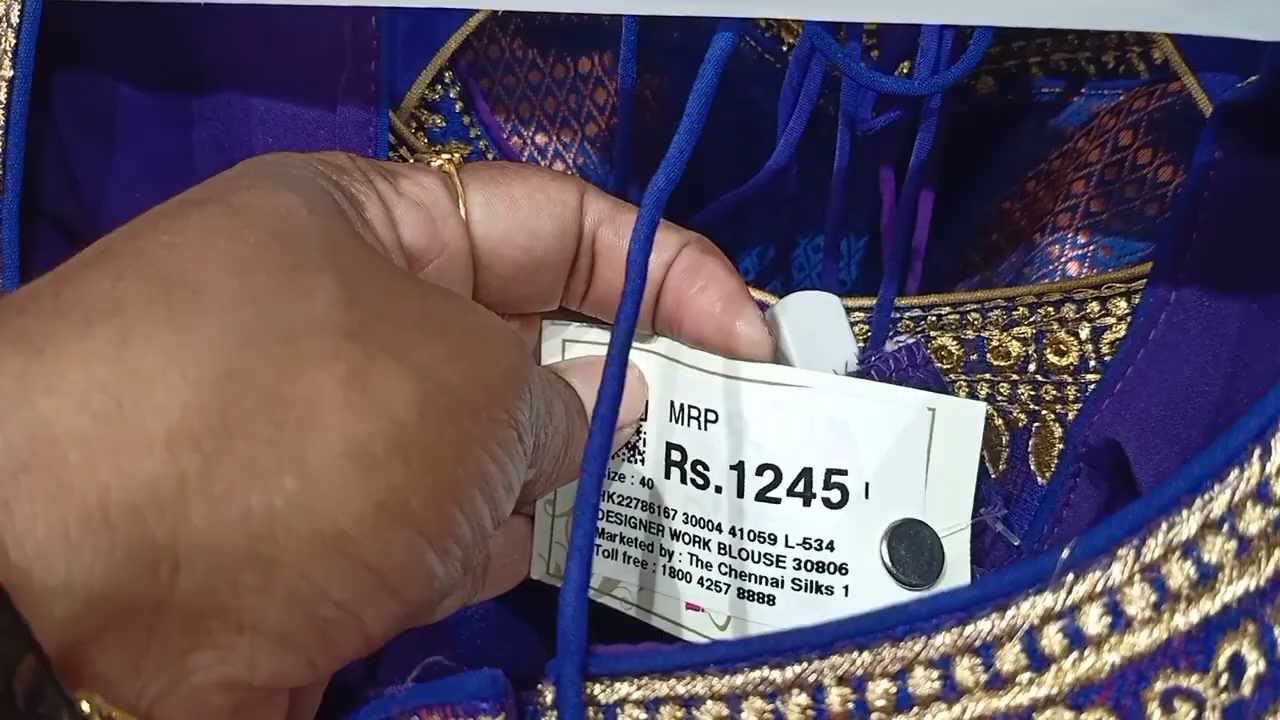 MRP
Rs.1245
ize : 40
HK22786167 30004 41059 L-534
DESIGNER WORK BLOUSE 30806
Marketed by : The Chennai Silks 1
Toll free : 1800 4257 8888